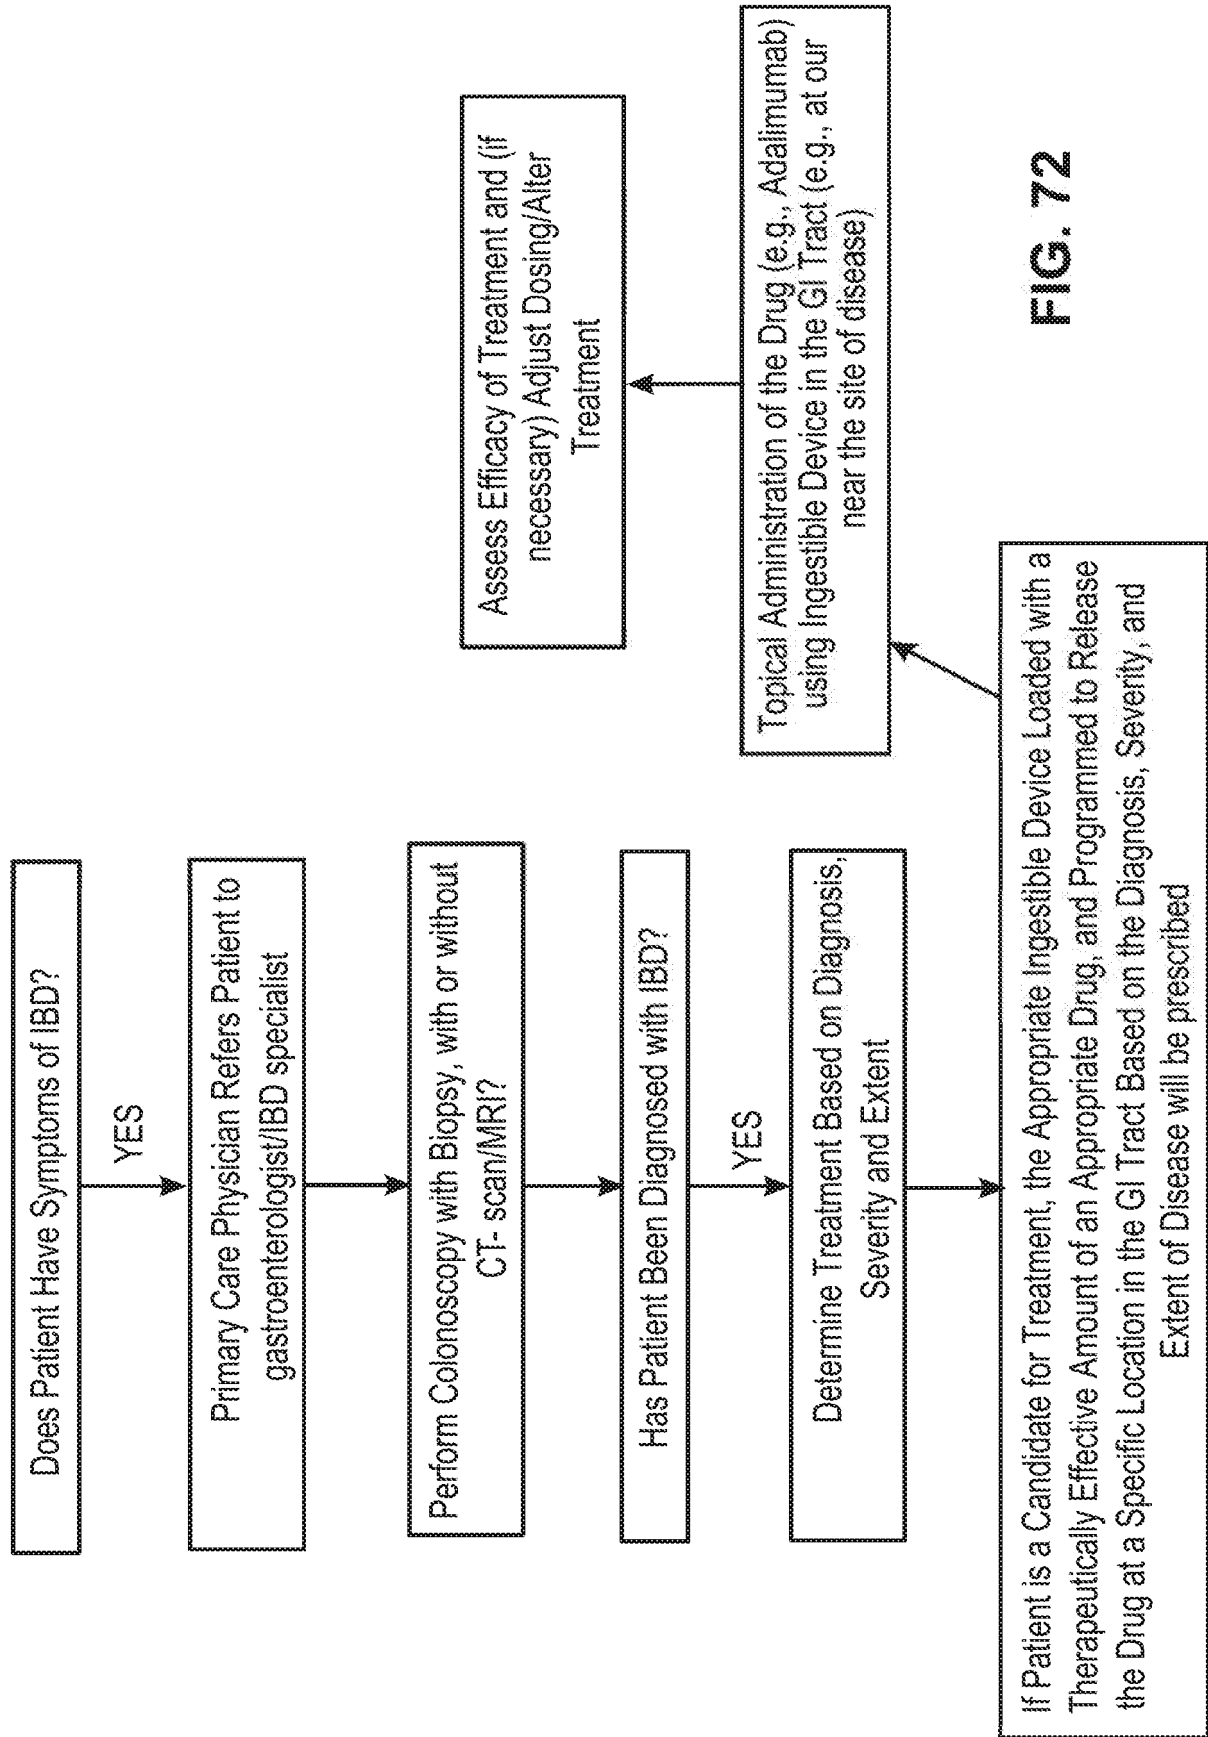 Does Patient Have Symptoms of IBD?
YES
Primary Care Physician Refers Patient to
gastroenterologist/IBD specialist
Perform Colonoscopy with Biopsy, with or without
CT- scan/MRI?
Has Patient Been Diagnosed with IBD?
YES
Determine Treatment Based on Diagnosis,
Severity and Extent
If Patient is a Candidate for Treatment, the Appropriate Ingestible Device Loaded with a
Therapeutically Effective Amount of an Appropriate Drug, and Programmed to Release
the Drug at a Specific Location in the GI Tract Based on the Diagnosis, Severity, and
Extent of Disease will be prescribed
Topical Administration of the Drug (e.g., Adalimumab)
using Ingestible Device in the GI Tract (e.g., at our
near the site of disease)
Assess Efficacy of Treatment and (if
necessary) Adjust Dosing/Alter
Treatment
FIG. 72